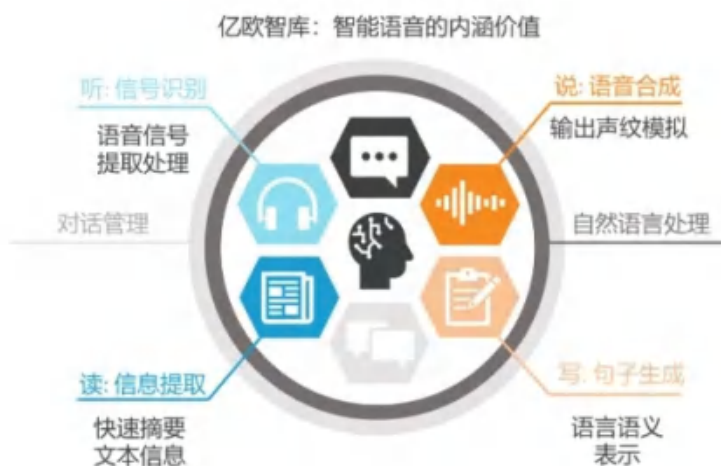 亿欧智库：智能语音的内涵价值
听: 信号识别
语音信号
提取处理
说: 语音合成
输出声纹模拟
对话管理
自然语言处理
读: 信息提取
快速摘要
文本信息
写: 句子生成
语言语义
表示